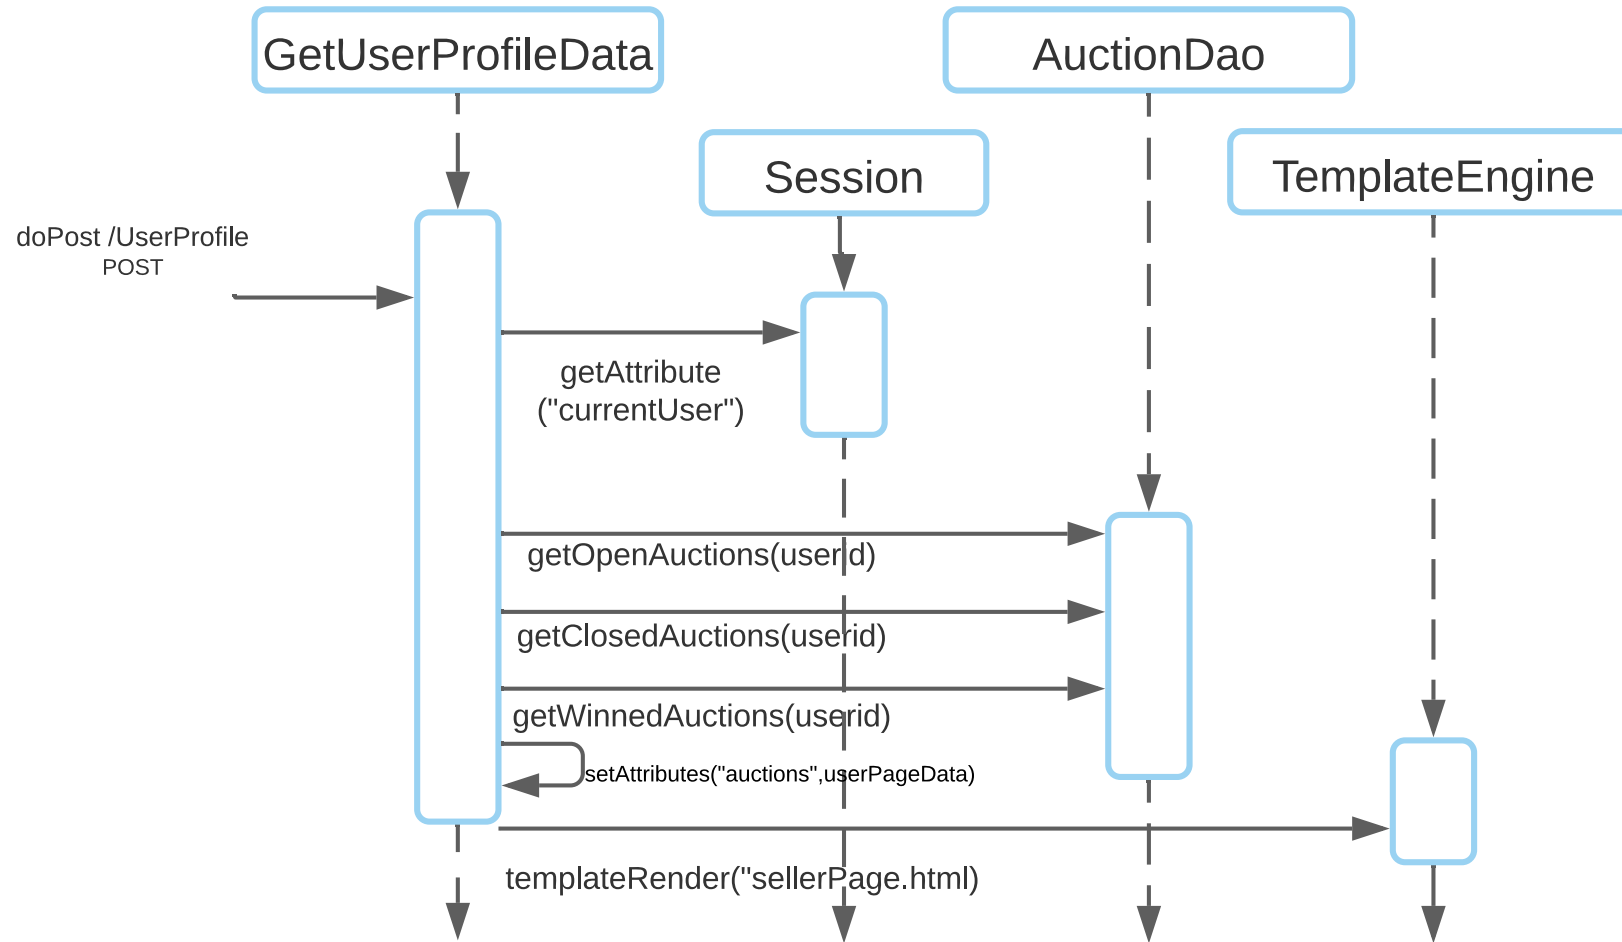 GetUserProfileData
AuctionDao
Session
TemplateEngine
doPost /UserProfile
POST
getAttribute
("currentUser")
getOpenAuctions(userId)
getClosedAuctions(userid)
getWinnedAuctions(userid)
setAttributes("auctions",userPageData)
templateRender("sellerPage.html)